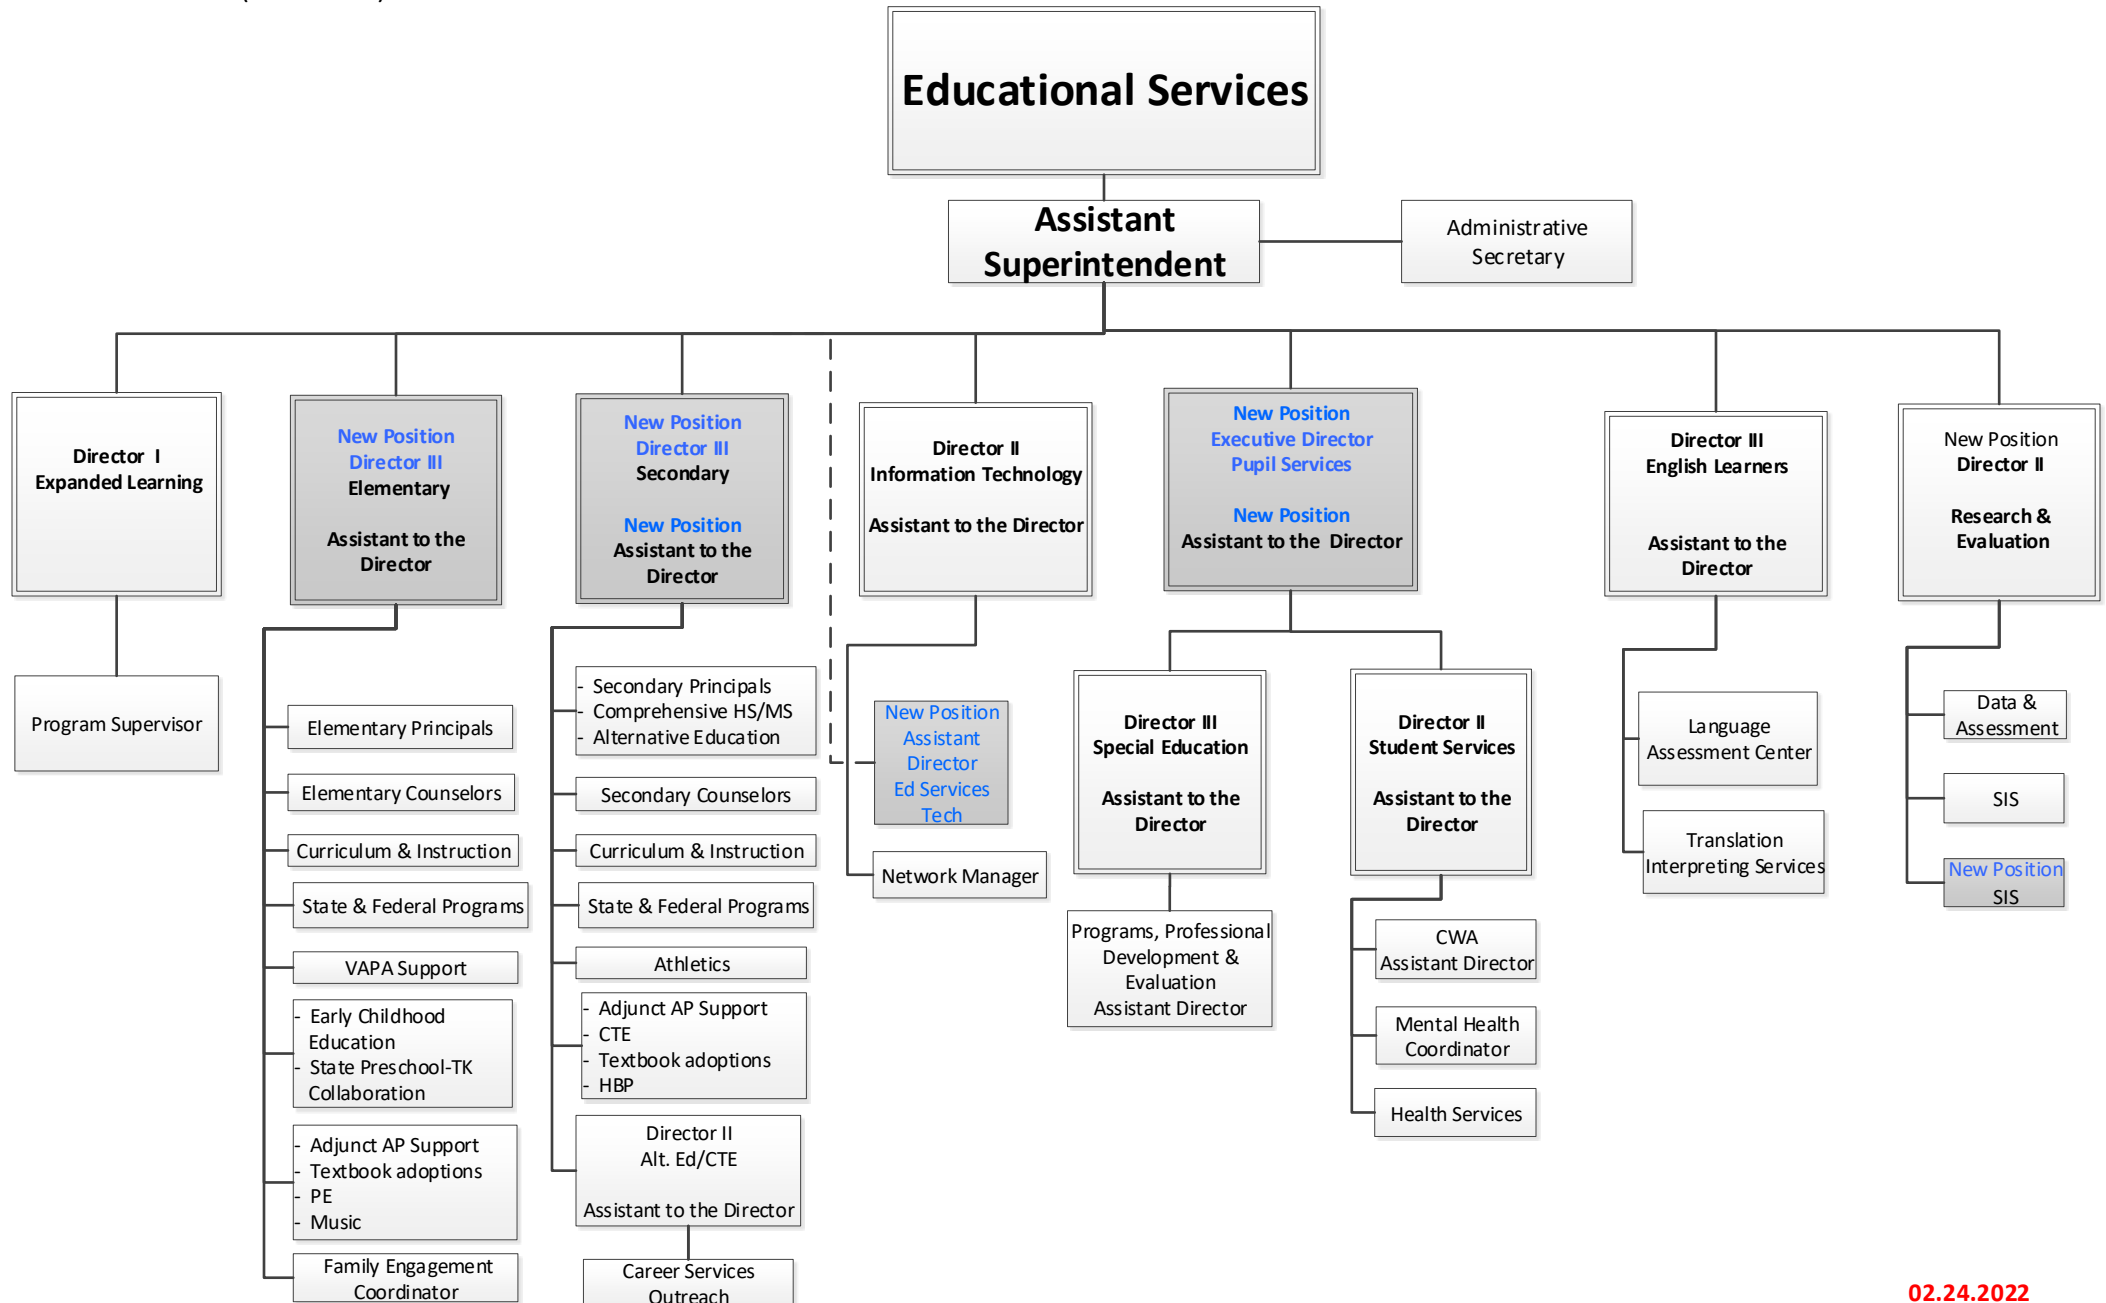 Educational Services
Assistant
Superintendent
Administrative
Secretary
Director I
Expanded Learning
Program Supervisor
New Position
Director III
Elementary
Assistant to the
Director
Elementary Principals
Elementary Counselors
Curriculum & Instruction
State & Federal Programs
VAPA Support
- Early Childhood
Education
- State Preschool-TK
Collaboration
- Adjunct AP Support
- Textbook adoptions
- PE
- Music
Family Engagement
Coordinator
New Position
Director III
Secondary
New Position
Assistant to the
Director
- Secondary Principals
- Comprehensive HS/MS
- Alternative Education
Secondary Counselors
Curriculum & Instruction
State & Federal Programs
Athletics
- Adjunct AP Support
- CTE
- Textbook adoptions
- HBP
Director II
Alt. Ed/CTE
Assistant to the Director
Career Services
Outreach
Director II
Information Technology
Assistant to the Director
New Position
Assistant
Director
Ed Services
Tech
Network Manager
New Position
Executive Director
Pupil Services
New Position
Assistant to the Director
Director III
Special Education
Assistant to the
Director
Programs, Professional
Development &
Evaluation
Assistant Director
Director II
Student Services
Assistant to the
Director
CWA
Assistant Director
Mental Health
Coordinator
Health Services
Director III
English Learners
Assistant to the
Director
Language
Assessment Center
Translation
Interpreting Services
New Position
Director II
Research &
Evaluation
Data &
Assessment
SIS
New Position
SIS
02.24.2022